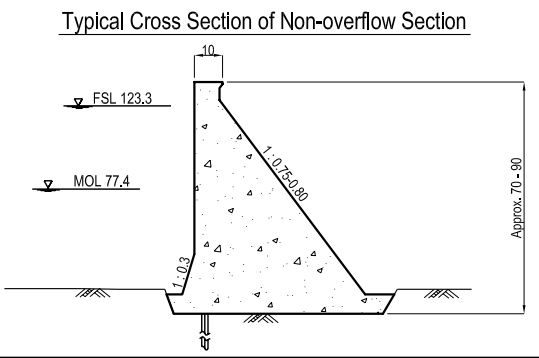 Typical Cross Section of Non-overflow Section
10
FSL 123.3
MOL 77.4
1 : 0.75-0.80
1 : 0.3
Approx. 70 - 90